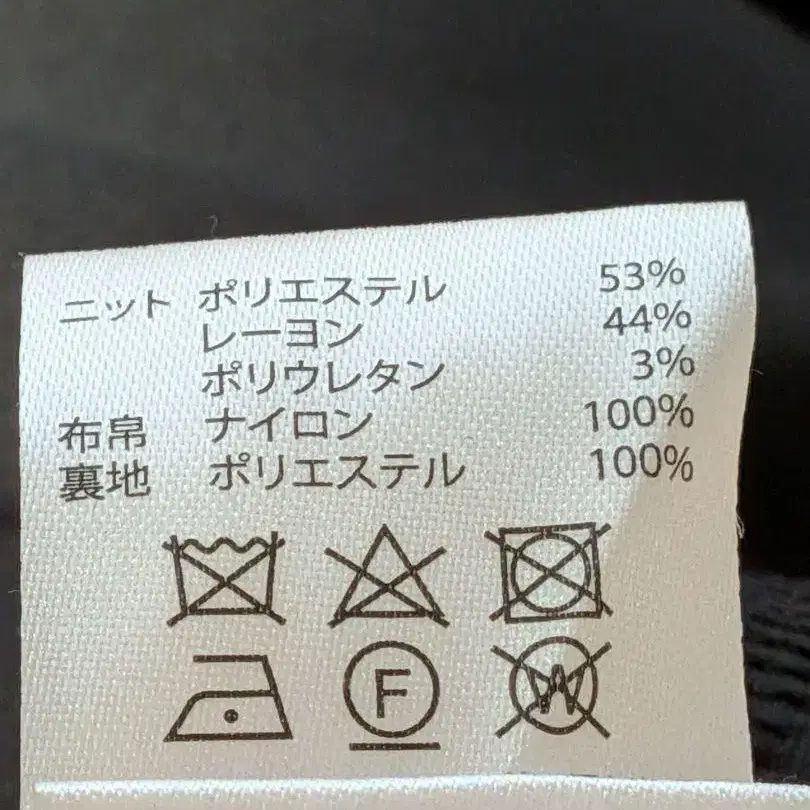 ニット ポリエステル 53%
レーヨン 44%
ポリウレタン 3%
布帛 ナイロン 100%
裏地 ポリエステル 100%
F W